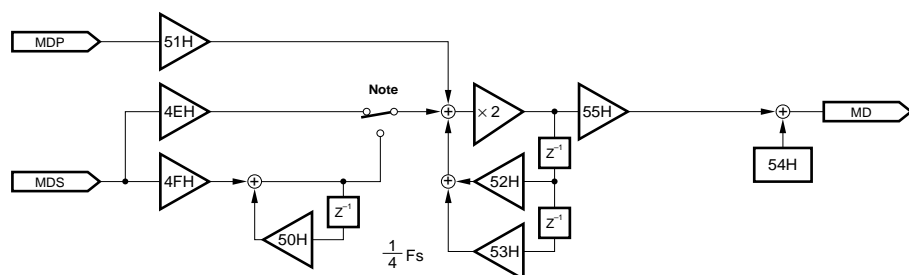 MDP
51H
Note
4EH
× 2
55H
MD
Z⁻¹
54H
MDS
4FH
52H
Z⁻¹
Z⁻¹
50H
53H
1/4 Fs